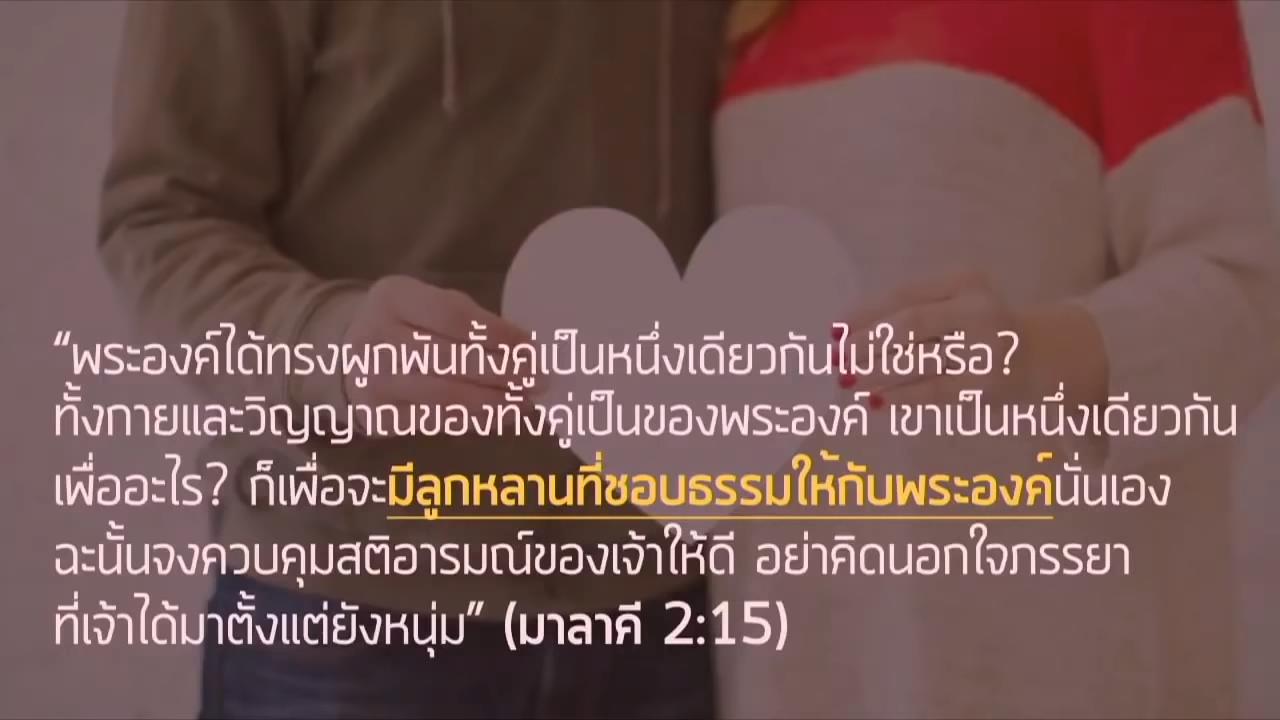 “พระองค์ได้ทรงผูกพันทั้งคู่เป็นหนึ่งเดียวกันไม่ใช่หรือ?
ทั้งกายและวิญญาณของทั้งคู่เป็นของพระองค์ เขาเป็นหนึ่งเดียวกัน
เพื่ออะไร? ก็เพื่อจะมีลูกหลานที่ชอบธรรมให้กับพระองค์นั่นเอง
ฉะนั้นจงควบคุมสติอารมณ์ของเจ้าให้ดี อย่าคิดนอกใจภรรยา
ที่เจ้าได้มาตั้งแต่ยังหนุ่ม” (มาลาคี 2:15)